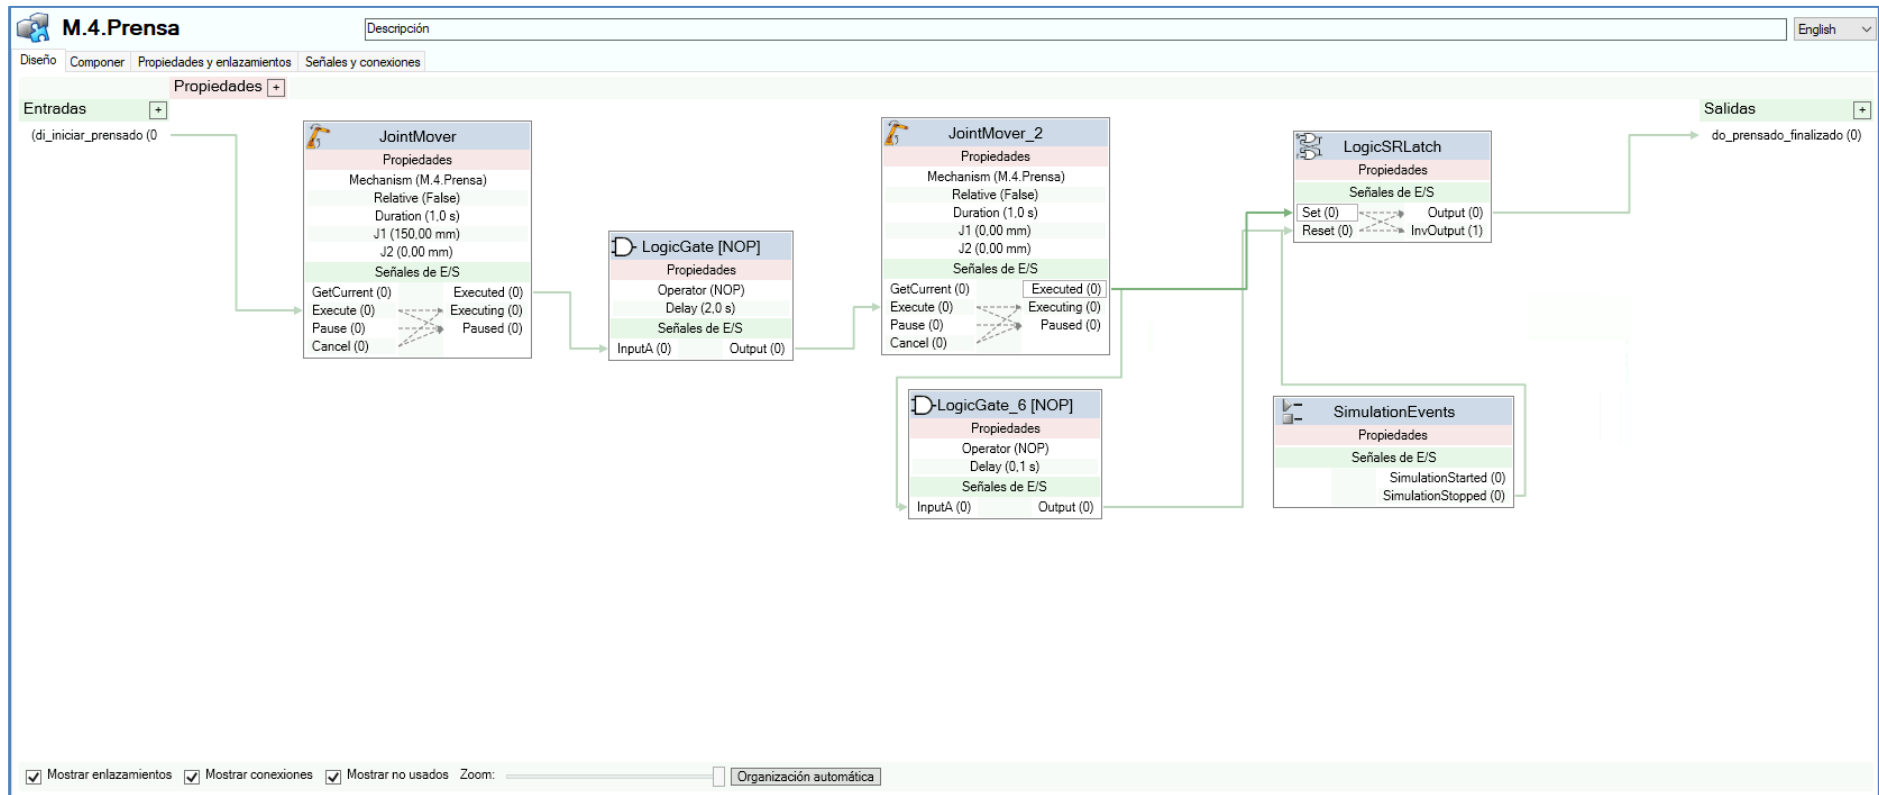 M.4.Prensa
Descripción
English
Diseño
Componer
Propiedades y enlazamientos
Señales y conexiones
Propiedades +
Entradas +
Salidas +
(di_iniciar_prensado (0
do_prensado_finalizado (0)
JointMover
Propiedades
Mechanism (M.4.Prensa)
Relative (False)
Duration (1,0 s)
J1 (150,00 mm)
J2 (0,00 mm)
Señales de E/S
GetCurrent (0) Executed (0)
Execute (0) Executing (0)
Pause (0) Paused (0)
Cancel (0)
LogicGate [NOP]
Propiedades
Operator (NOP)
Delay (2,0 s)
Señales de E/S
InputA (0) Output (0)
JointMover_2
Propiedades
Mechanism (M.4.Prensa)
Relative (False)
Duration (1,0 s)
J1 (0,00 mm)
J2 (0,00 mm)
Señales de E/S
GetCurrent (0) Executed (0)
Execute (0) Executing (0)
Pause (0) Paused (0)
Cancel (0)
LogicGate_6 [NOP]
Propiedades
Operator (NOP)
Delay (0,1 s)
Señales de E/S
InputA (0) Output (0)
LogicSRLatch
Propiedades
Señales de E/S
Set (0) Output (0)
Reset (0) InvOutput (1)
SimulationEvents
Propiedades
Señales de E/S
SimulationStarted (0)
SimulationStopped (0)
Mostrar enlazamientos
Mostrar conexiones
Mostrar no usados
Zoom:
Organización automática